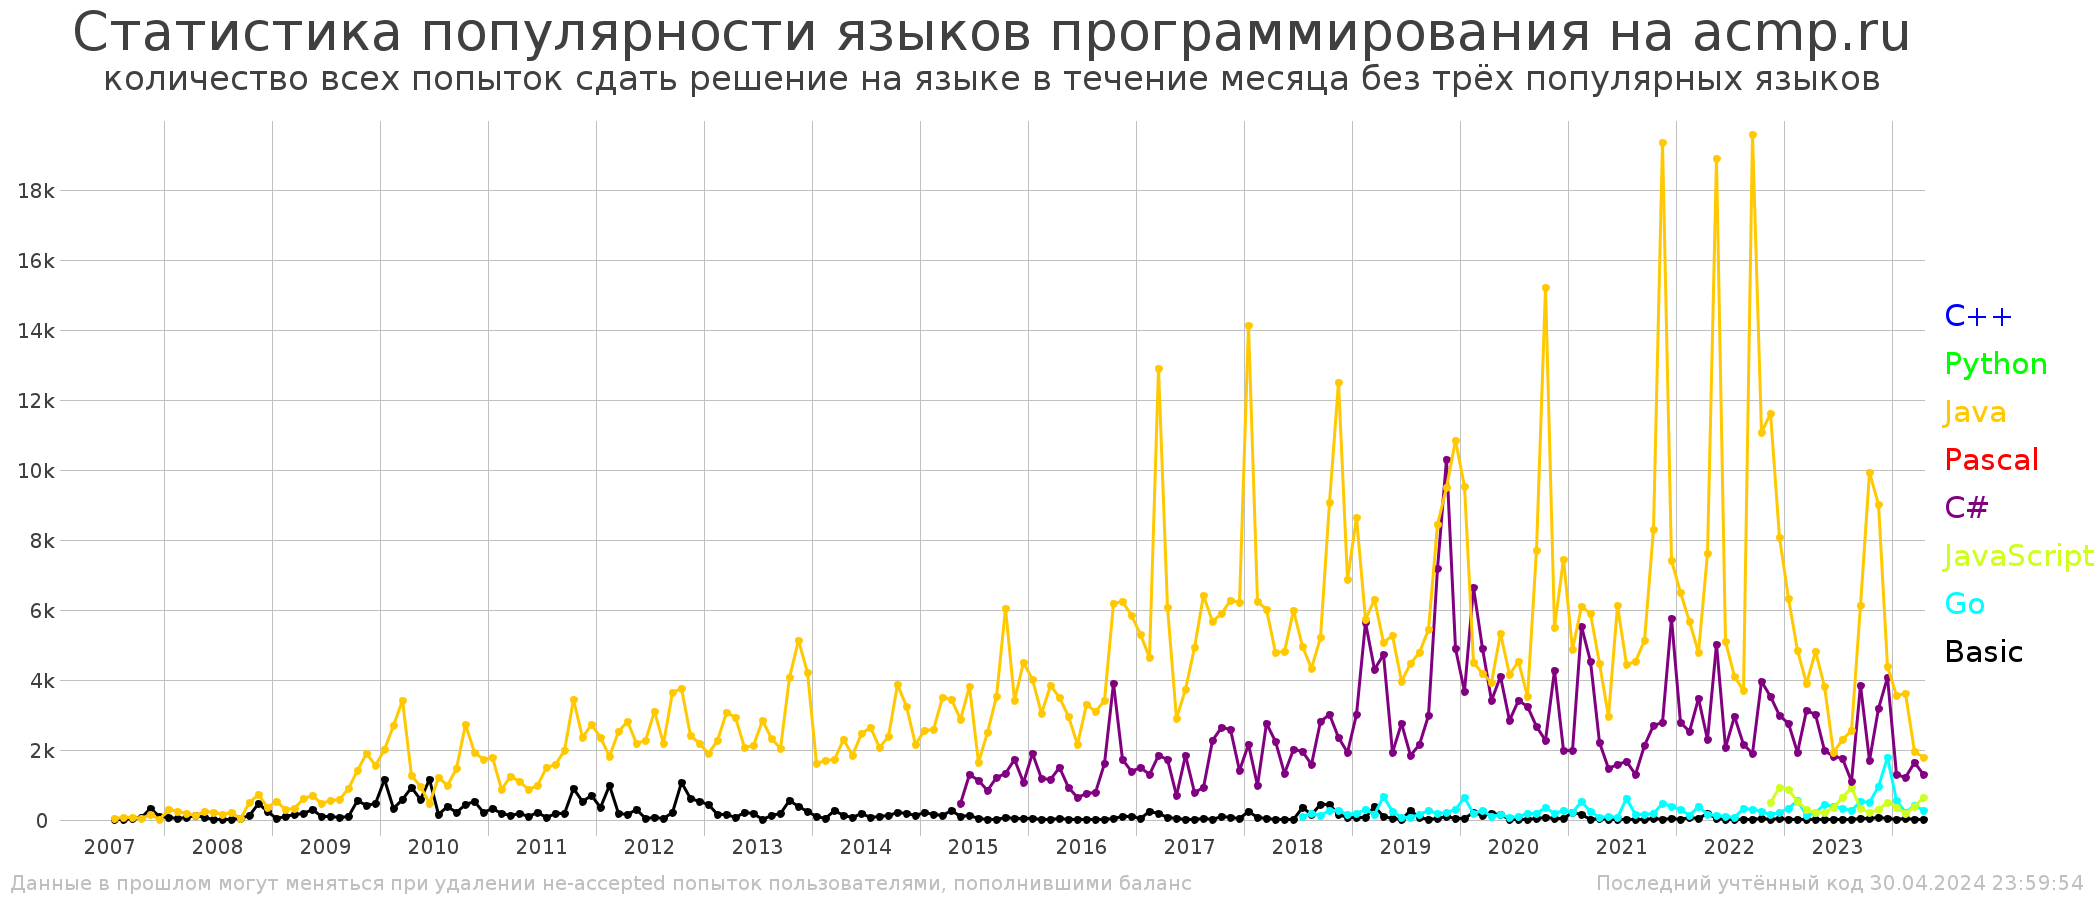 Статистика популярности языков программирования на acmp.ru
количество всех попыток сдать решение на языке в течение месяца без трёх популярных языков
18k
16k
14k
12k
10k
8k
6k
4k
2k
0
C++
Python
Java
Pascal
C#
JavaScript
Go
Basic
2007 2008 2009 2010 2011 2012 2013 2014 2015 2016 2017 2018 2019 2020 2021 2022 2023
Данные в прошлом могут меняться при удалении не-accepted попыток пользователями, пополнившими баланс
Последний учтённый код 30.04.2024 23:59:54